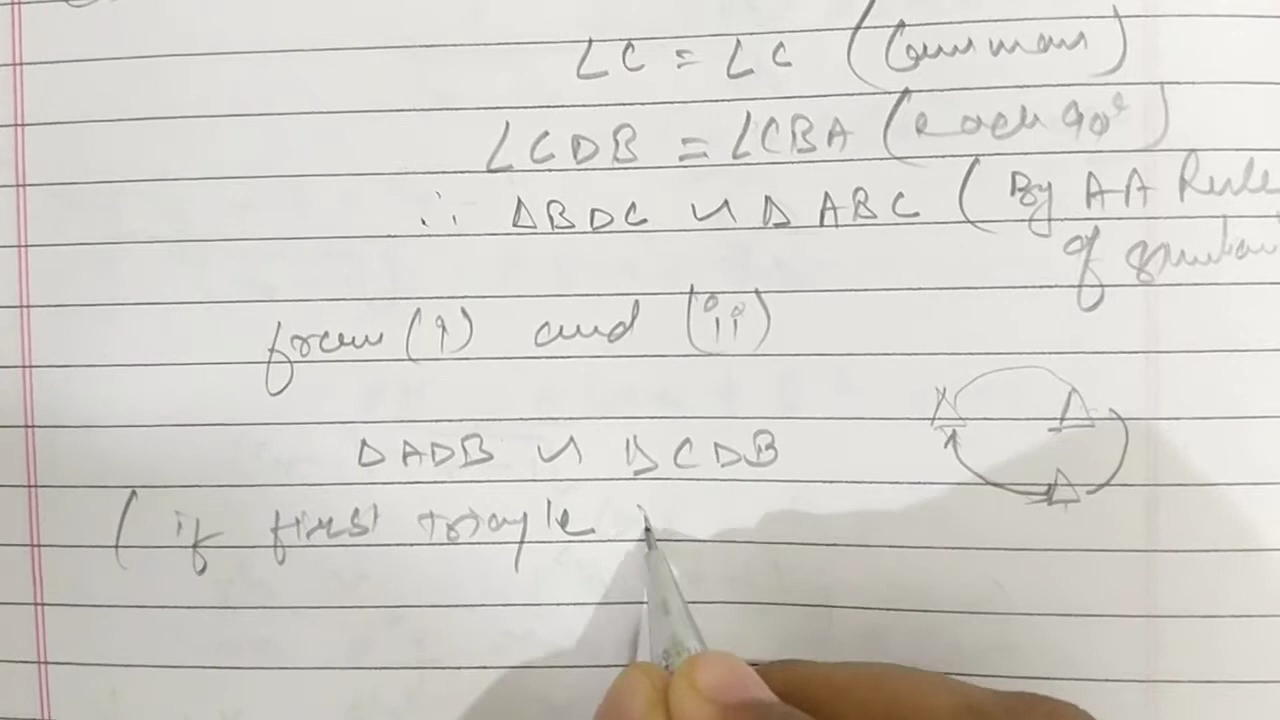 ∠C = ∠C (Common)
∠CDB = ∠CBA (each 90°)
∴ ΔBDC ∼ ΔABC (By AA Rule
of
from (i) and (ii)
ΔADB ∼ ΔCDB
( if first triangle